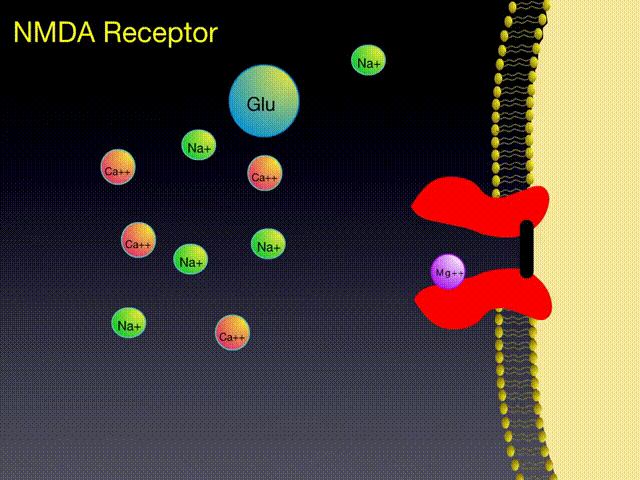 NMDA Receptor
Na+
Glu
Na+
Ca++
Ca++
Ca++
Na+
Na+
Mg++
Na+
Ca++